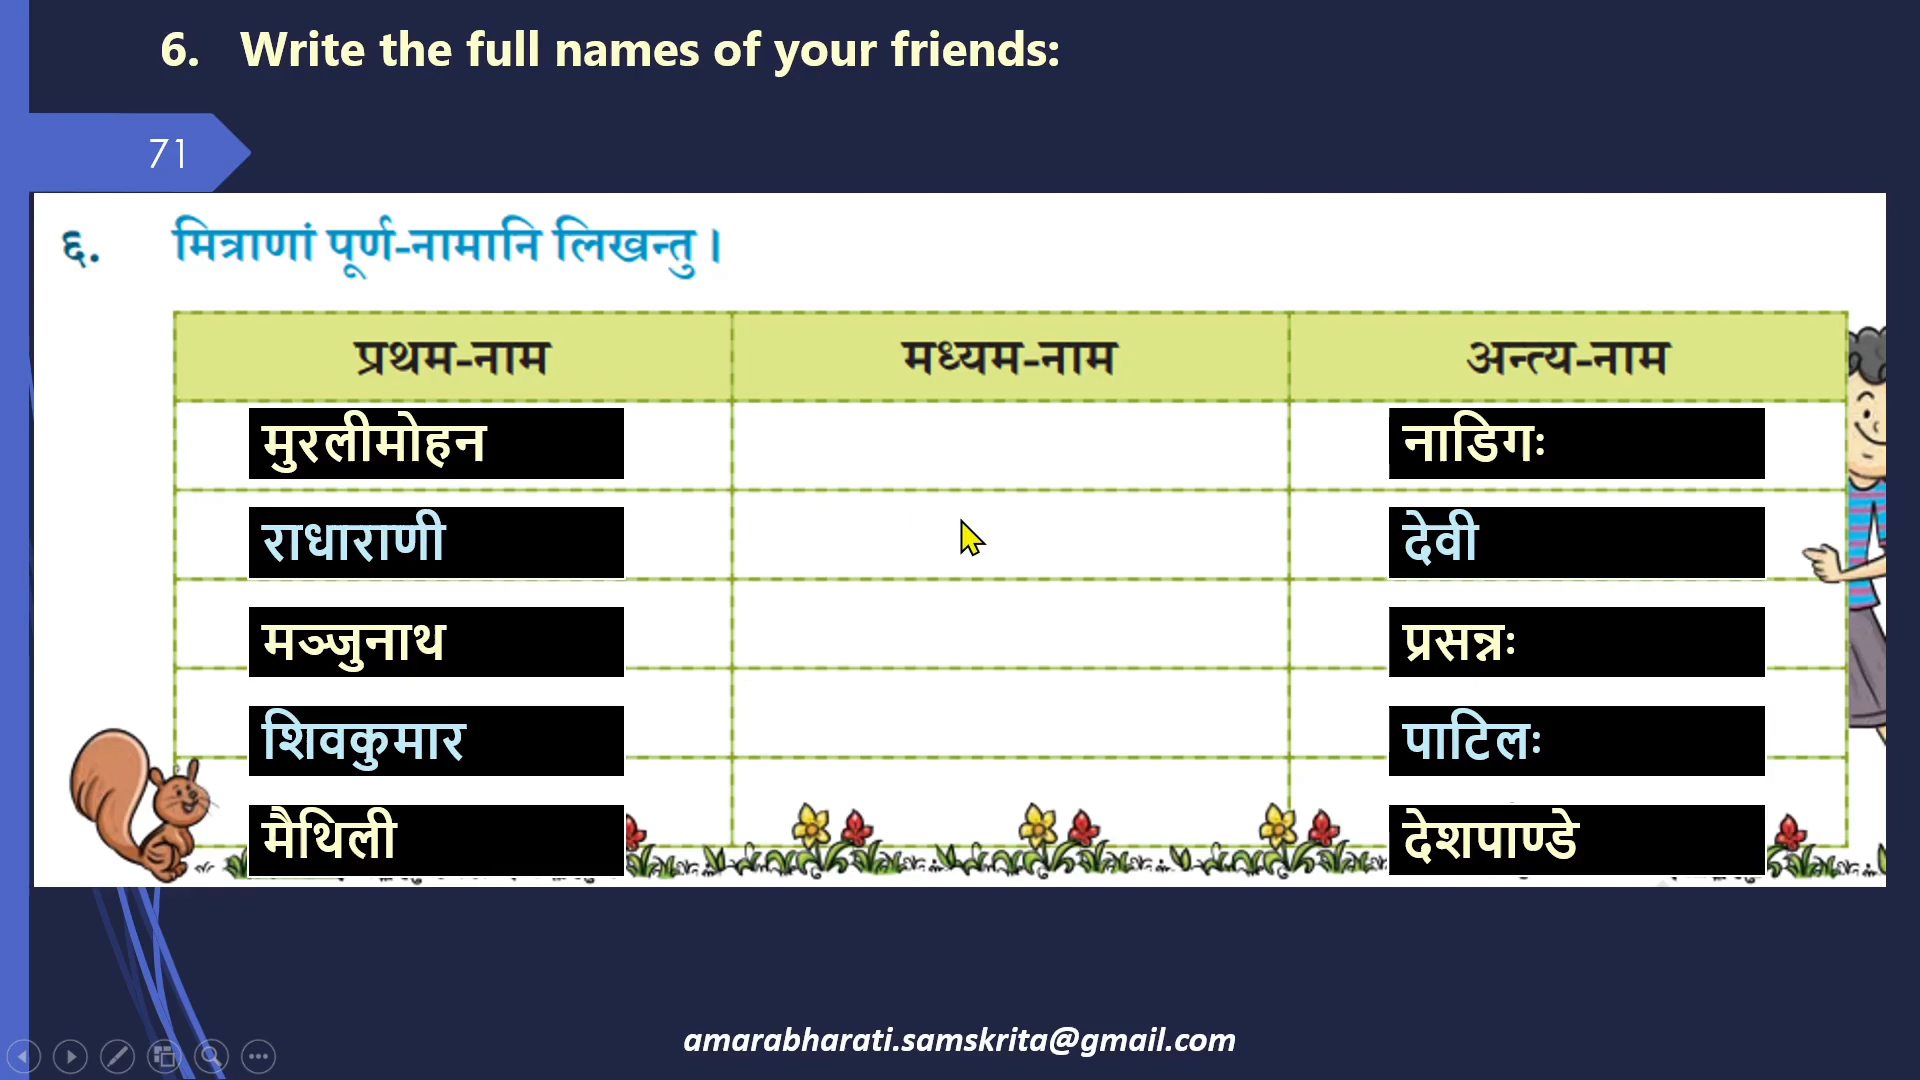 6. Write the full names of your friends:
71
६. मित्राणां पूर्ण-नामानि लिखन्तु ।
प्रथम-नाम मध्यम-नाम अन्त्य-नाम
मुरलीमोहन नाडिगः
राधाराणी देवी
मञ्जुनाथ प्रसन्नः
शिवकुमार पाटिलः
मैथिली देशपाण्डे
amarabharati.samskrita@gmail.com